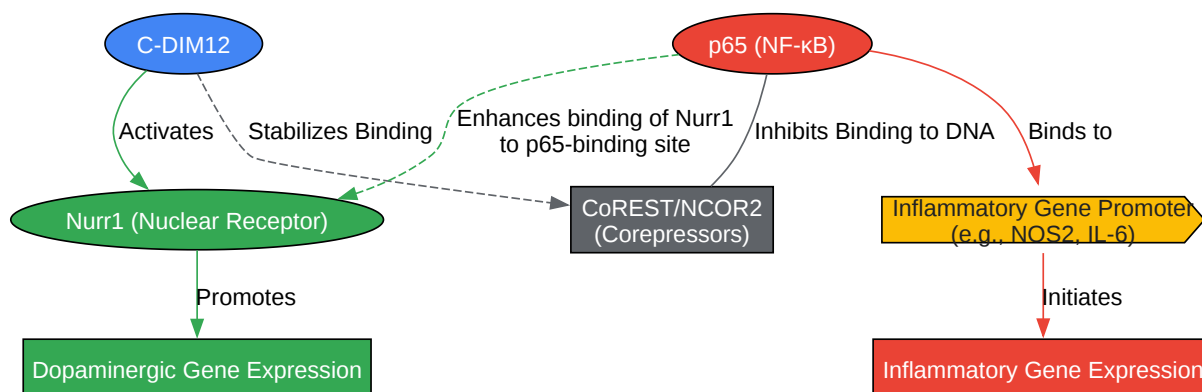 C-DIM12
p65 (NF-κB)
Activates
Stabilizes Binding
Enhances binding of Nurr1
to p65-binding site
Inhibits Binding to DNA
Binds to
Nurr1 (Nuclear Receptor)
CoREST/NCOR2
(Corepressors)
Inflammatory Gene Promoter
(e.g., NOS2, IL-6)
Promotes
Initiates
Dopaminergic Gene Expression
Inflammatory Gene Expression